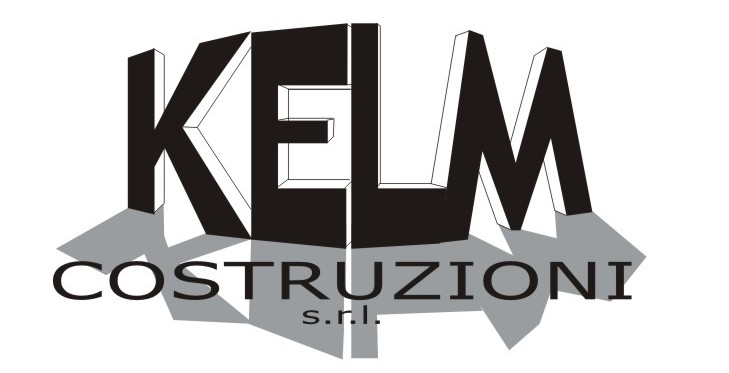 KELM
COSTRUZIONI
s.r.l.